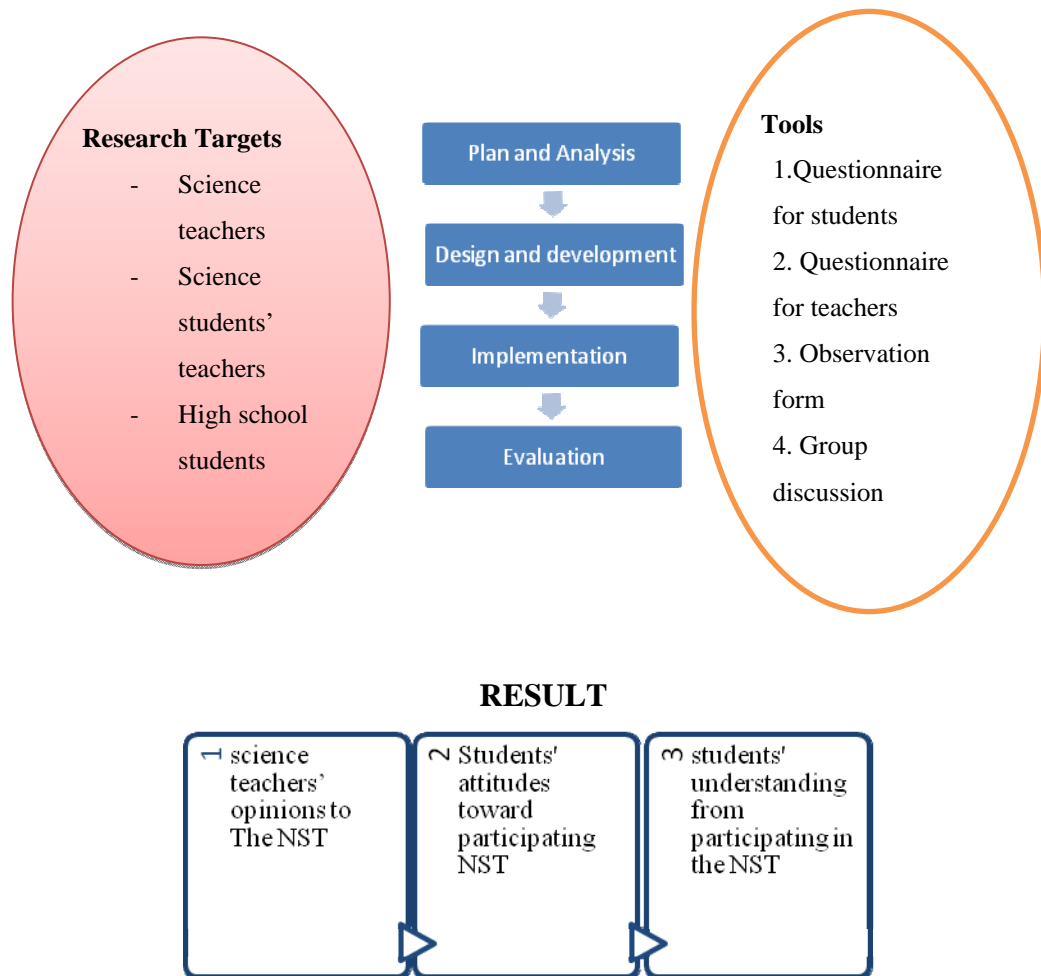 Research Targets
- Science
teachers
- Science
students’
teachers
- High school
students
Plan and Analysis
Design and development
Implementation
Evaluation
Tools
1.Questionnaire
for students
2. Questionnaire
for teachers
3. Observation
form
4. Group
discussion
RESULT
1 science
teachers’
opinions to
The NST
2 Students'
attitudes
toward
participating
NST
3 students'
understanding
from
participating in
the NST